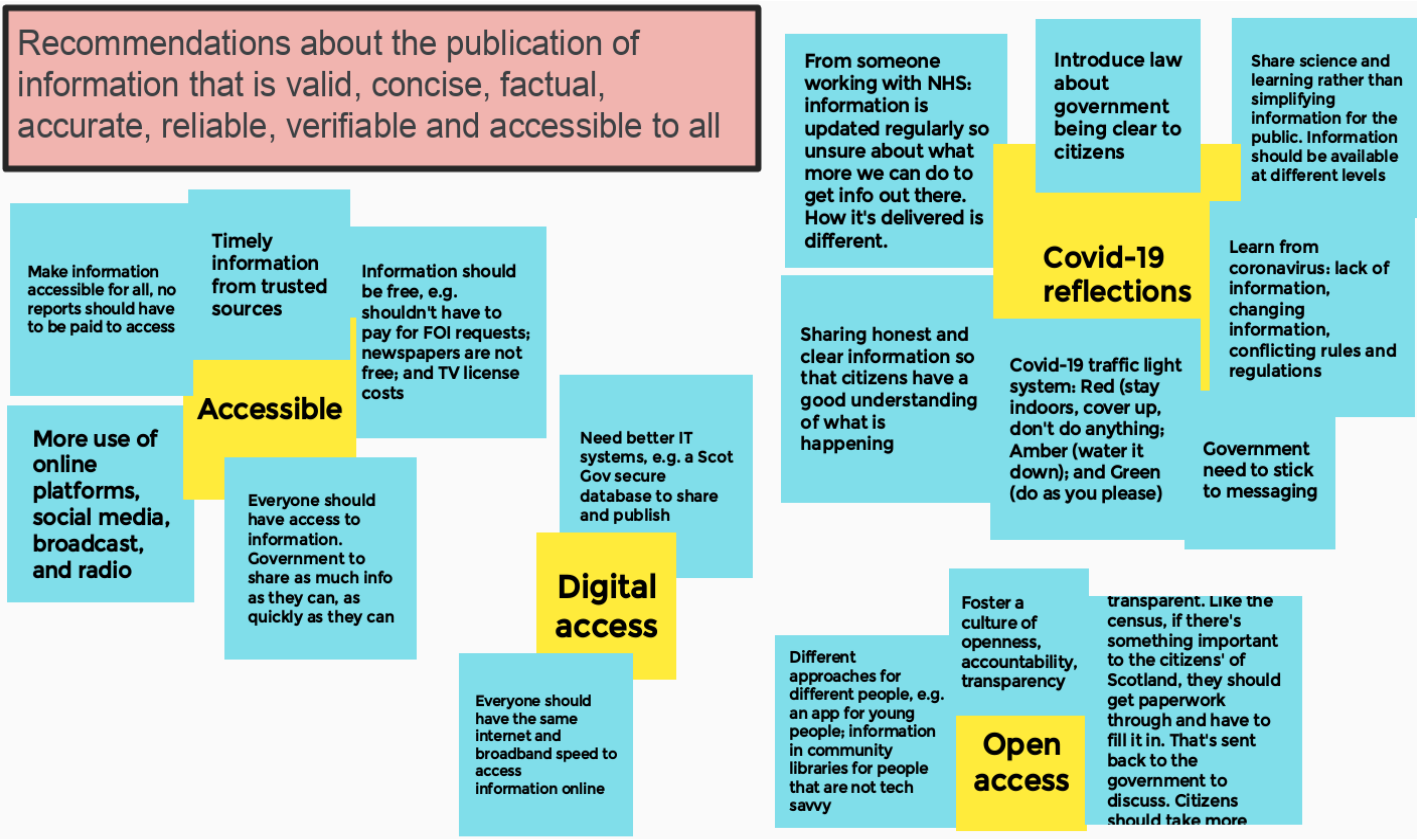 Recommendations about the publication of
information that is valid, concise, factual,
accurate, reliable, verifiable and accessible to all
Make information
accessible for all, no
reports should have
to be paid to access
Timely
information
from trusted
sources
Information should
be free, e.g.
shouldn't have to
pay for FOI requests;
newspapers are not
free; and TV license
costs
Accessible
More use of
online
platforms,
social media,
broadcast,
and radio
Everyone should
have access to
information.
Government to
share as much info
as they can, as
quickly as they can
Need better IT
systems, e.g. a Scot
Gov secure
database to share
and publish
Digital
access
Everyone should
have the same
internet and
broadband speed to
access
information online
From someone
working with NHS:
information is
updated regularly so
unsure about what
more we can do to
get info out there.
How it's delivered is
different.
Introduce law
about
government
being clear to
citizens
Share science and
learning rather than
simplifying
information for the
public. Information
should be available
at different levels
Covid-19
reflections
Learn from
coronavirus: lack of
information,
changing
information,
conflicting rules and
regulations
Sharing honest and
clear information so
that citizens have a
good understanding
of what is
happening
Covid-19 traffic light
system: Red (stay
indoors, cover up,
don't do anything;
Amber (water it
down); and Green
(do as you please)
Government
need to stick
to messaging
Different
approaches for
different people, e.g.
an app for young
people; information
in community
libraries for people
that are not tech
savvy
Foster a
culture of
openness,
accountability,
transparency
Open
access
transparent. Like the
census, if there's
something important
to the citizens' of
Scotland, they should
get paperwork
through and have to
fill it in. That's sent
back to the
government to
discuss. Citizens
should take more